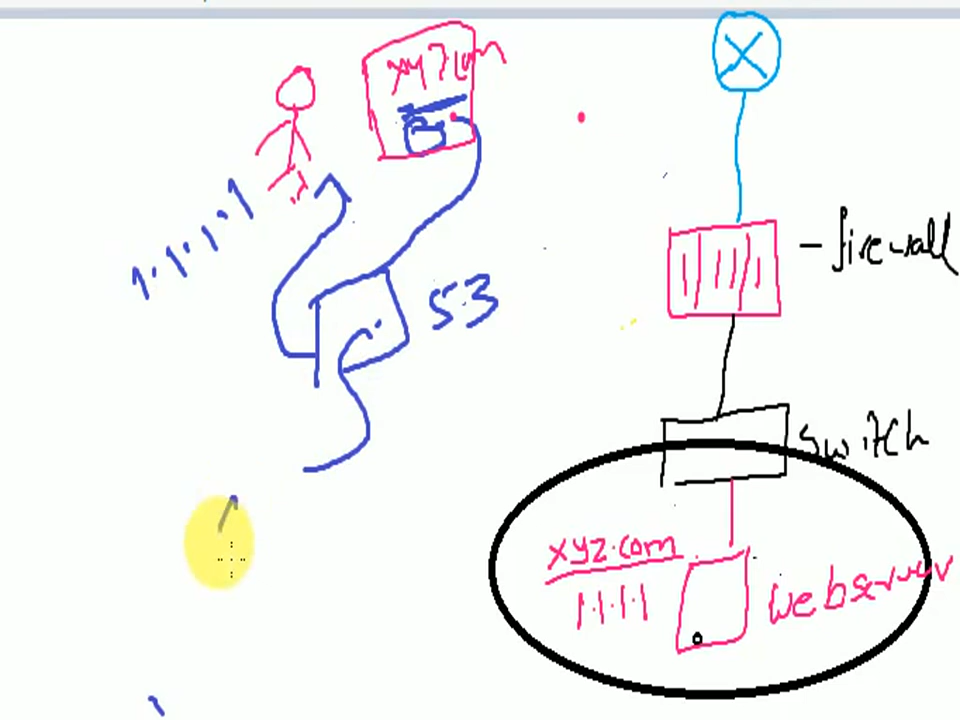 xyz.com
1.1.1.1
53
- firewall
switch
xyz.com
1.1.1.1
webserver